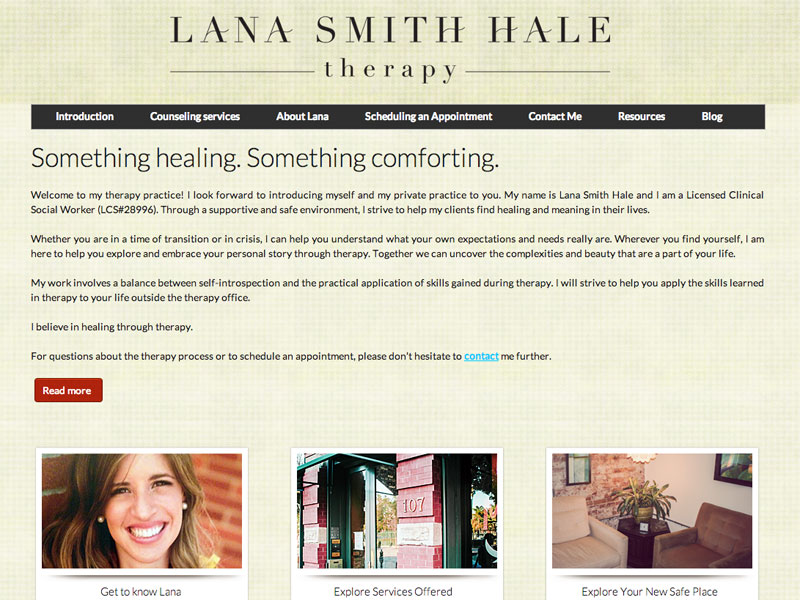 LANA SMITH HALE
therapy
Introduction Counseling services About Lana Scheduling an Appointment Contact Me Resources Blog
Something healing. Something comforting.
Welcome to my therapy practice! I look forward to introducing myself and my private practice to you. My name is Lana Smith Hale and I am a Licensed Clinical
Social Worker (LCS#28996). Through a supportive and safe environment, I strive to help my clients find healing and meaning in their lives.
Whether you are in a time of transition or in crisis, I can help you understand what your own expectations and needs really are. Wherever you find yourself, I am
here to help you explore and embrace your personal story through therapy. Together we can uncover the complexities and beauty that are a part of your life.
My work involves a balance between self-introspection and the practical application of skills gained during therapy. I will strive to help you apply the skills learned
in therapy to your life outside the therapy office.
I believe in healing through therapy.
For questions about the therapy process or to schedule an appointment, please don't hesitate to contact me further.
Read more
107
Get to know Lana
Explore Services Offered
Explore Your New Safe Place